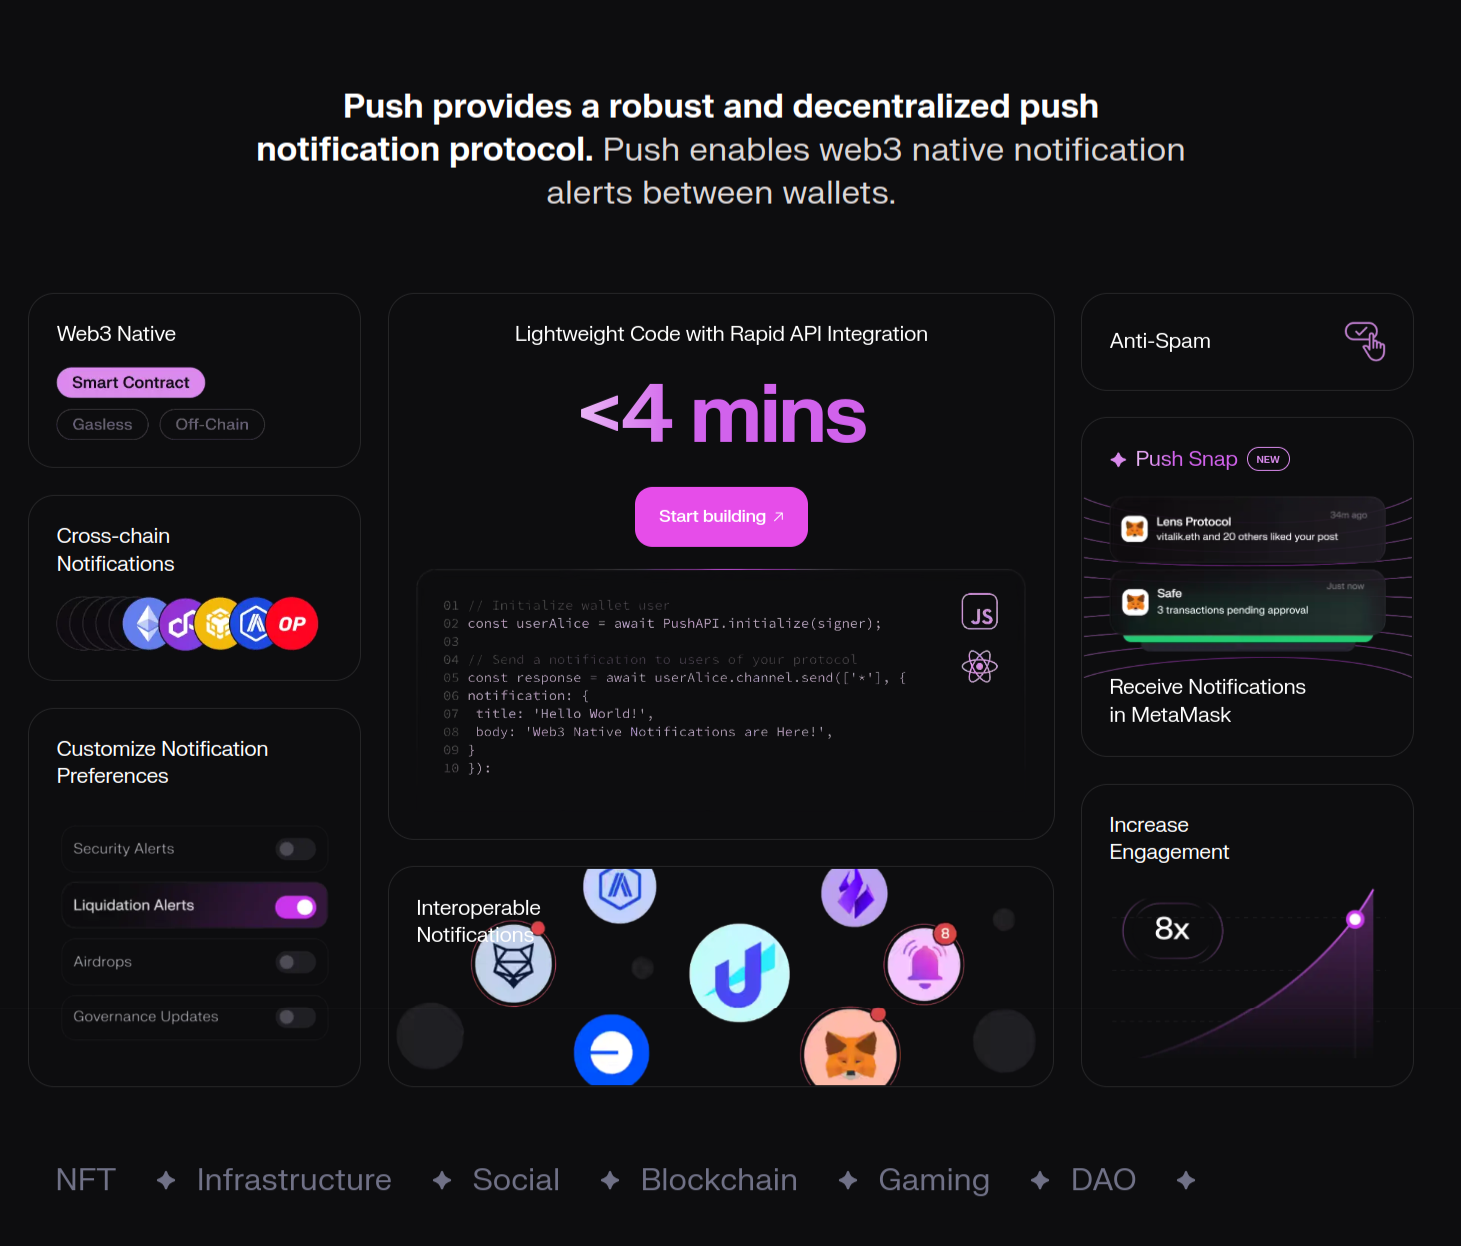 Push provides a robust and decentralized push
notification protocol. Push enables web3 native notification
alerts between wallets.
Web3 Native
Smart Contract
Gasless Off-Chain
Cross-chain
Notifications
OP
Customize Notification
Preferences
Security Alerts
Liquidation Alerts
Airdrops
Governance Updates
Lightweight Code with Rapid API Integration
<4 mins
Start building
01 // Initialize wallet user
02 const userAlice = await PushAPI.initialize(signer);
03
04 // Send a notification to users of your protocol
05 const response = await userAlice.channel.send(['*'], {
06 notification: {
07 title: 'Hello World!',
08 body: 'Web3 Native Notifications are Here!',
09 }
10 }):
JS
Interoperable
Notifications
8
Anti-Spam
Push Snap NEW
Lens Protocol 34m ago
vitalik.eth and 20 others liked your post
Safe Just now
3 transactions pending approval
Receive Notifications
in MetaMask
Increase
Engagement
8x
NFT Infrastructure Social Blockchain Gaming DAO